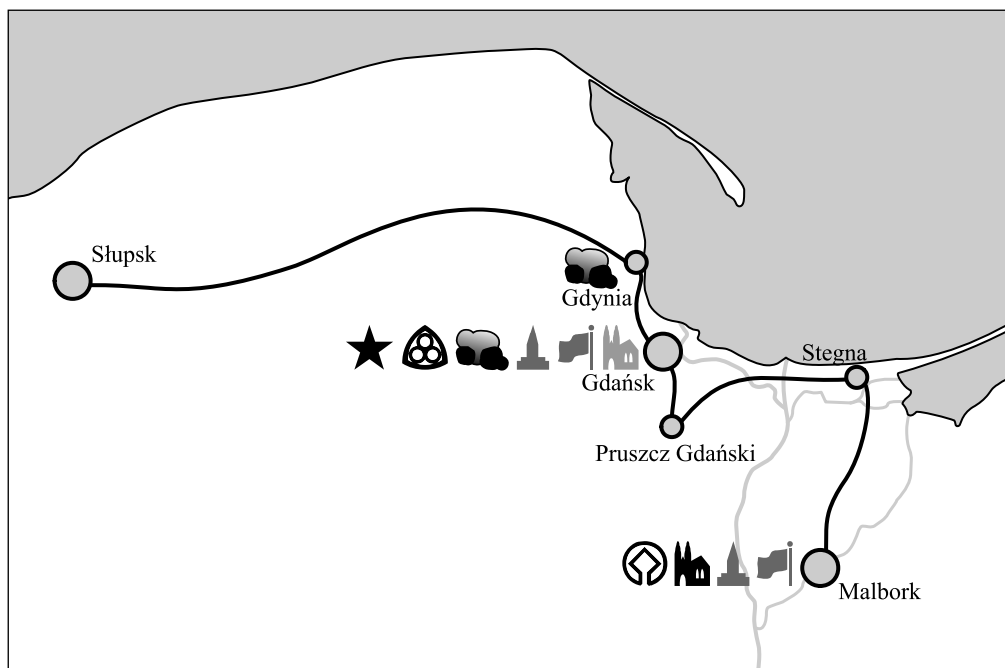 Słupsk
Gdynia
Stegna
Gdańsk
Pruszcz Gdański
Malbork